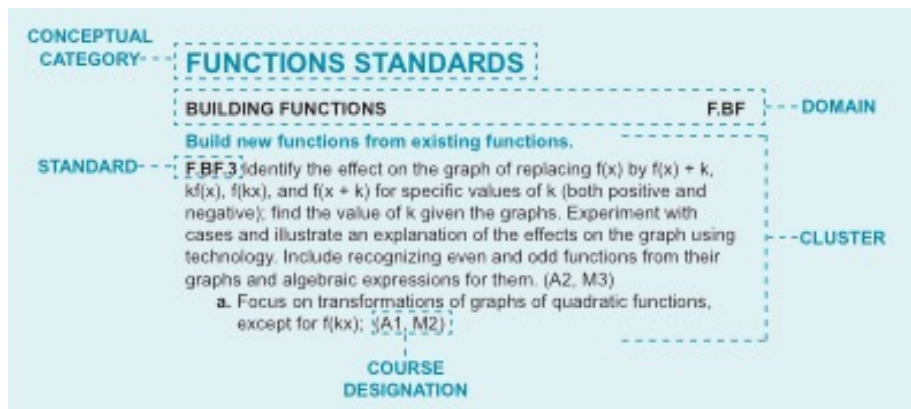 CONCEPTUAL
CATEGORY
FUNCTIONS STANDARDS
BUILDING FUNCTIONS F.BF
DOMAIN
Build new functions from existing functions.
STANDARD
F.BF.3 Identify the effect on the graph of replacing f(x) by f(x) + k,
kf(x), f(kx), and f(x + k) for specific values of k (both positive and
negative); find the value of k given the graphs. Experiment with
cases and illustrate an explanation of the effects on the graph using
technology. Include recognizing even and odd functions from their
graphs and algebraic expressions for them. (A2, M3)
a. Focus on transformations of graphs of quadratic functions,
except for f(kx); (A1, M2)
CLUSTER
COURSE
DESIGNATION